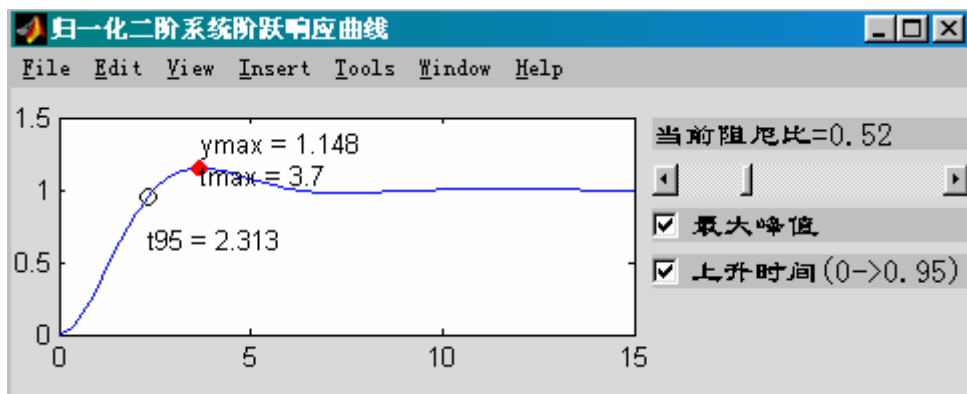 归一化二阶系统阶跃响应曲线
File Edit View Insert Tools Window Help
1.5
1
0.5
0
0
5
10
15
ymax = 1.148
tmax = 3.7
t95 = 2.313
当前阻尼比=0.52
最大峰值
上升时间(0->0.95)